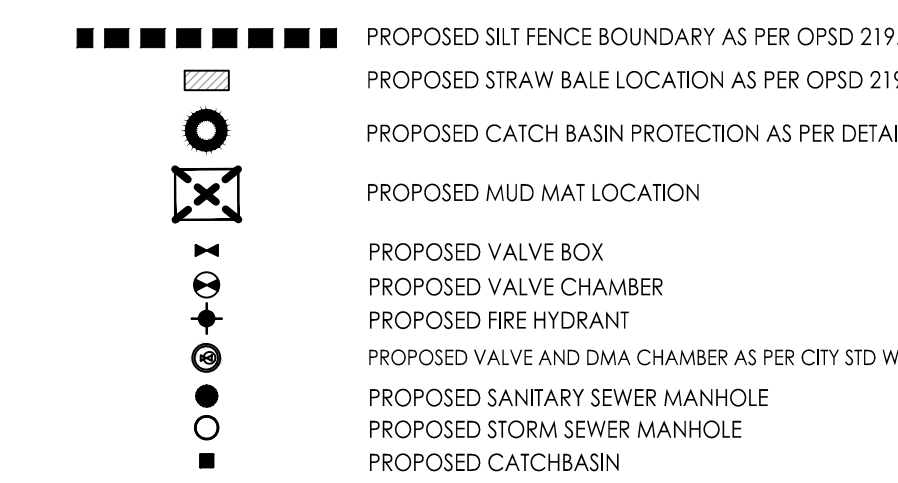 PROPOSED SILT FENCE BOUNDARY AS PER OPSD 219.
PROPOSED STRAW BALE LOCATION AS PER OPSD 219
PROPOSED CATCH BASIN PROTECTION AS PER DETAI
PROPOSED MUD MAT LOCATION
PROPOSED VALVE BOX
PROPOSED VALVE CHAMBER
PROPOSED FIRE HYDRANT
PROPOSED VALVE AND DMA CHAMBER AS PER CITY STD W
PROPOSED SANITARY SEWER MANHOLE
PROPOSED STORM SEWER MANHOLE
PROPOSED CATCHBASIN